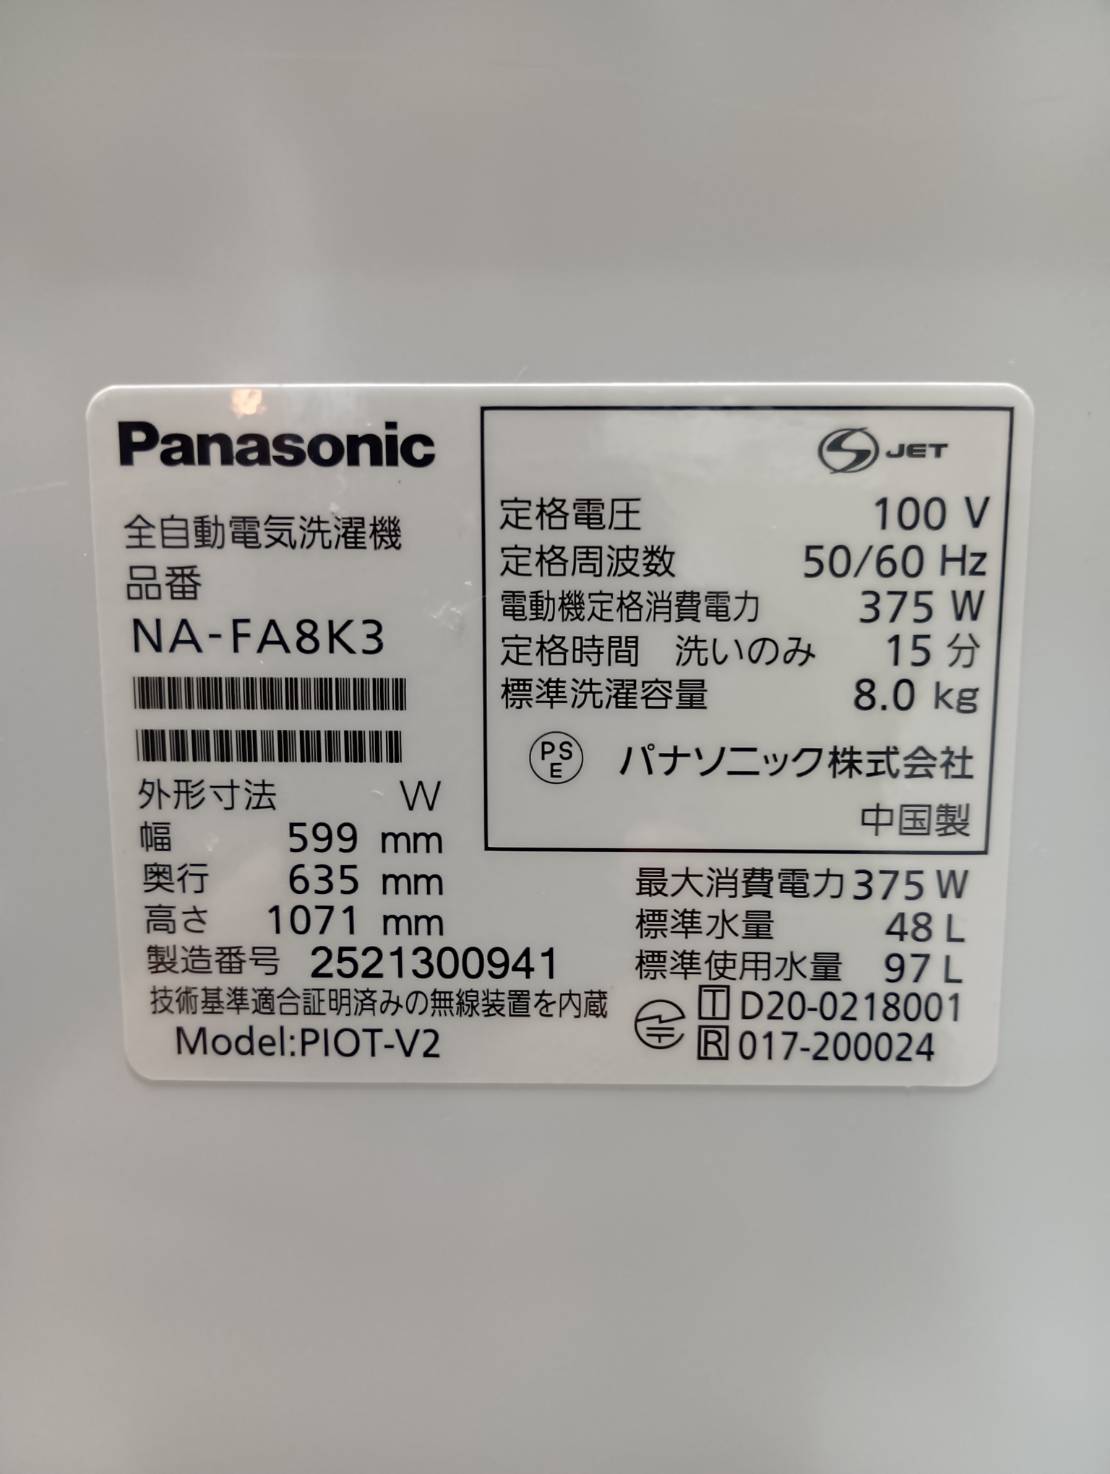 Panasonic
全自動電気洗濯機
品番
NA-FA8K3
外形寸法 W
幅 599 mm
奥行 635 mm
高さ 1071 mm
製造番号 2521300941
技術基準適合証明済みの無線装置を内蔵
Model:PIOT-V2
S JET
定格電圧 100 V
定格周波数 50/60 Hz
電動機定格消費電力 375 W
定格時間 洗いのみ 15 分
標準洗濯容量 8.0 kg
PS
E
パナソニック株式会社
中国製
最大消費電力 375 W
標準水量 48 L
標準使用水量 97 L
T D20-0218001
R 017-200024